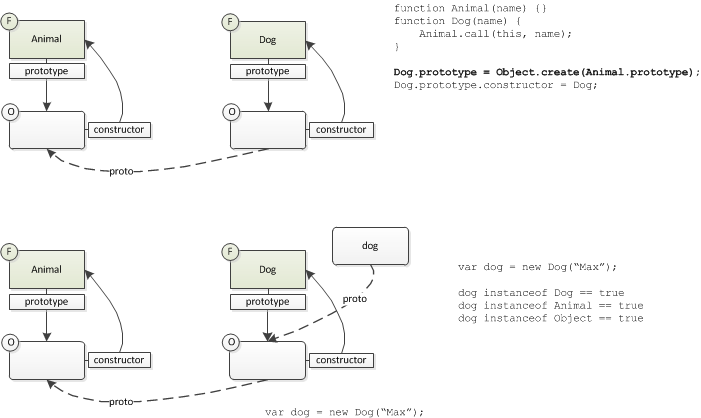 F
Animal
prototype
O
constructor
F
Dog
prototype
O
constructor
proto
function Animal(name) {}
function Dog(name) {
    Animal.call(this, name);
}
Dog.prototype = Object.create(Animal.prototype);
Dog.prototype.constructor = Dog;
F
Animal
prototype
O
constructor
F
Dog
prototype
O
constructor
dog
proto
proto
var dog = new Dog(“Max”);
dog instanceof Dog == true
dog instanceof Animal == true
dog instanceof Object == true
var dog = new Dog(“Max”);